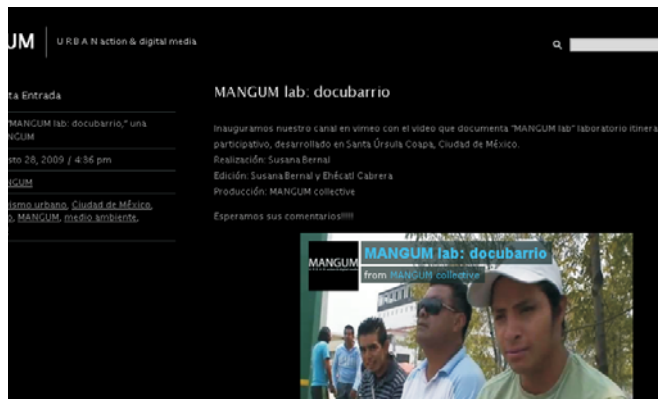 UM
URBAN action & digital media
ta Entrada
"MANGUM lab: docubarrio," una
NGUM
sto 28, 2009 / 4:36 pm
NGUM
ismo urbano, Ciudad de México,
o, MANGUM, medio ambiente,
MANGUM lab: docubarrio
Inauguramos nuestro canal en vimeo con el video que documenta "MANGUM lab" laboratorio itinera
participativo, desarrollado en Santa Úrsula Coapa, Ciudad de México.
Realización: Susana Bernal
Edición: Susana Bernal y Ehécatl Cabrera
Producción: MANGUM collective
Esperamos sus comentarios!!!!!
MANGUM
MANGUM lab: docubarrio
from MANGUM collective